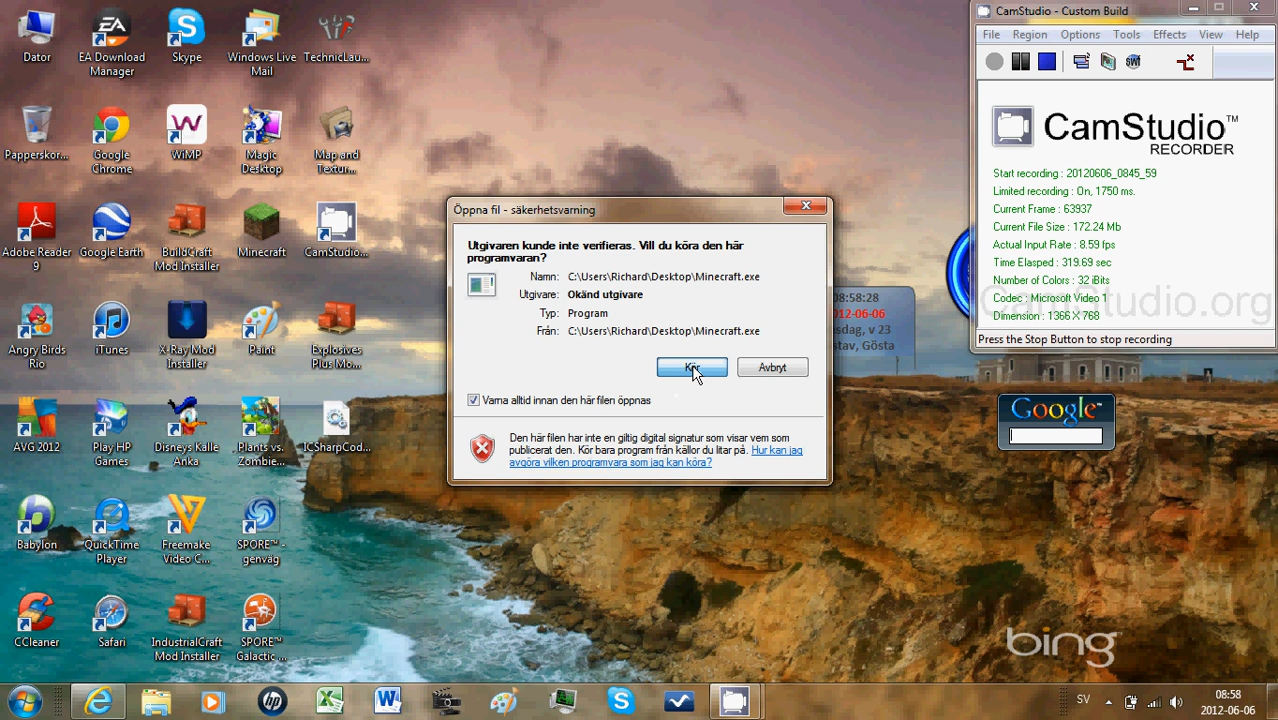 Dator
EA Download
Manager
Skype
Windows Live
Mail
TechnicLau...
Papperskor...
Google
Chrome
WiMP
Magic
Desktop
Map and
Textur...
Adobe Reader
9
Google Earth
BuildCraft
Mod Installer
Minecraft
CamStudio...
Angry Birds
Rio
iTunes
X-Ray Mod
Installer
Paint
Explosives
Plus Mo...
AVG 2012
Play HP
Games
Disneys Kalle
Anka
Plants vs.
Zombie...
ICSharpCod...
Babylon
QuickTime
Player
Freemake
Video C...
SPORE™ -
genväg
CCleaner
Safari
IndustrialCraft
Mod Installer
SPORE™
Galactic ...
Öppna fil - säkerhetsvarning
Utgivaren kunde inte verifieras. Vill du köra den här
programvaran?
Namn: C:\Users\Richard\Desktop\Minecraft.exe
Utgivare: Okänd utgivare
Typ: Program
Från: C:\Users\Richard\Desktop\Minecraft.exe
Kör Avbryt
Varna alltid innan den här filen öppnas
Den här filen har inte en giltig digital signatur som visar vem som
publicerat den. Kör bara program från källor du litar på. Hur kan jag
avgöra vilken programvara som jag kan köra?
CamStudio - Custom Build
File Region Options Tools Effects View Help
CamStudio™
RECORDER
Start recording : 20120606_0845_59
Limited recording : On, 1750 ms.
Current Frame : 63937
Current File Size : 172.24 Mb
Actual Input Rate : 8.59 fps
Time Elasped : 319.69 sec
Number of Colors : 32 iBits
Codec : Microsoft Video 1
Dimension : 1366 X 768
CamStudio.org
Press the Stop Button to stop recording
08:58:28
012-06-06
sdag, v 23
stav, Gösta
Google™
bing
SV
08:58
2012-06-06